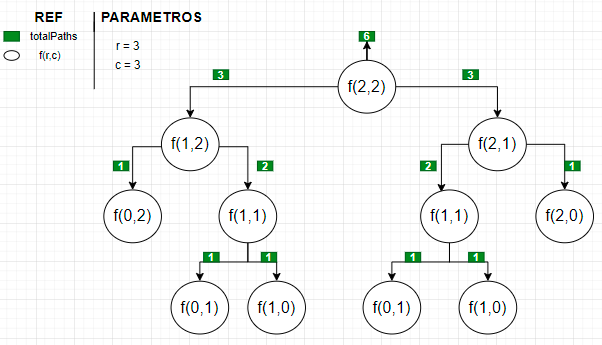 REF
PARAMETROS
totalPaths
f(r,c)
r = 3
c = 3
6
3
3
f(2,2)
f(1,2)
f(2,1)
1
2
2
1
f(0,2)
f(1,1)
f(1,1)
f(2,0)
1
1
1
1
f(0,1)
f(1,0)
f(0,1)
f(1,0)